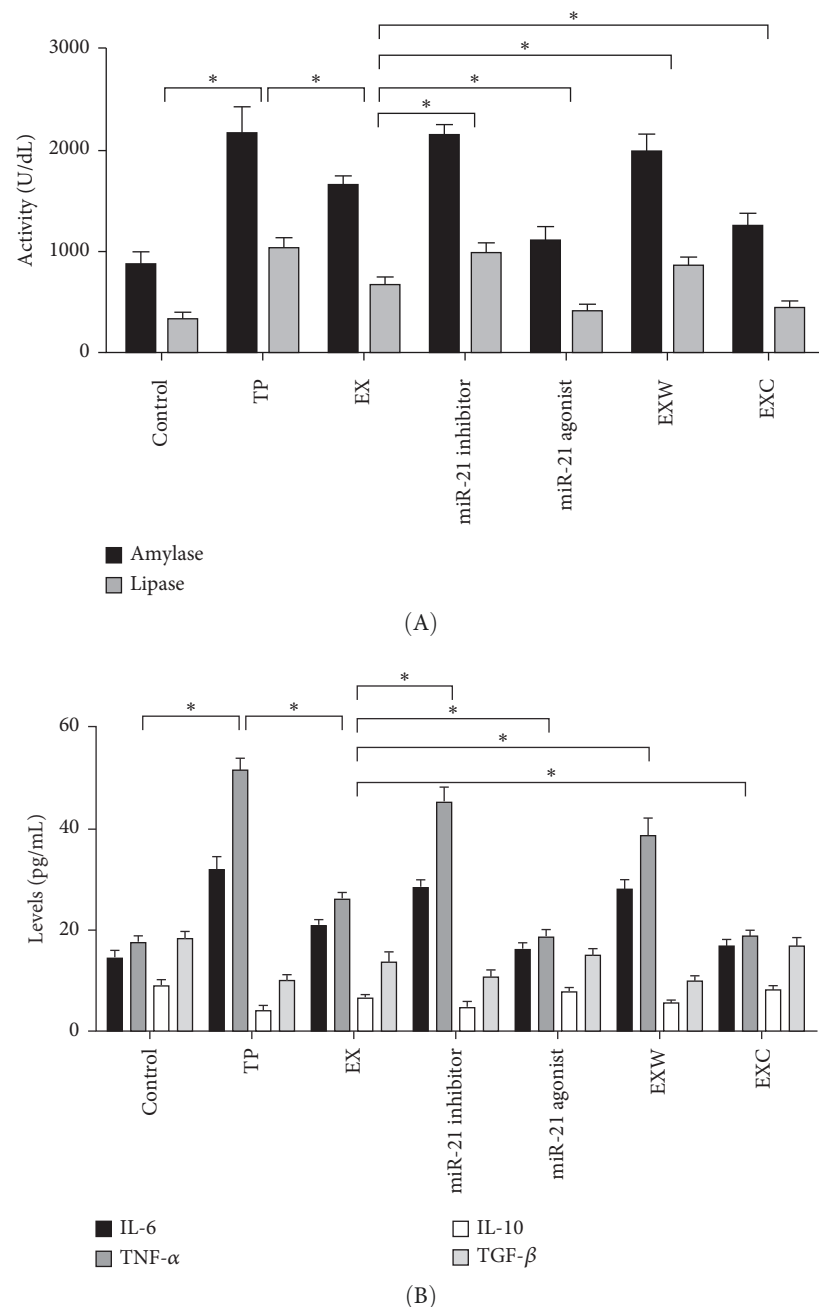 *
*
* * *
*
3000
2000
1000
0
Activity (U/dL)
Control
TP
EX
miR-21 inhibitor
miR-21 agonist
EXW
EXC
Amylase
Lipase
(A)
*
* * *
*
*
60
40
20
0
Levels (pg/mL)
Control
TP
EX
miR-21 inhibitor
miR-21 agonist
EXW
EXC
IL-6 IL-10
TNF-α TGF-β
(B)